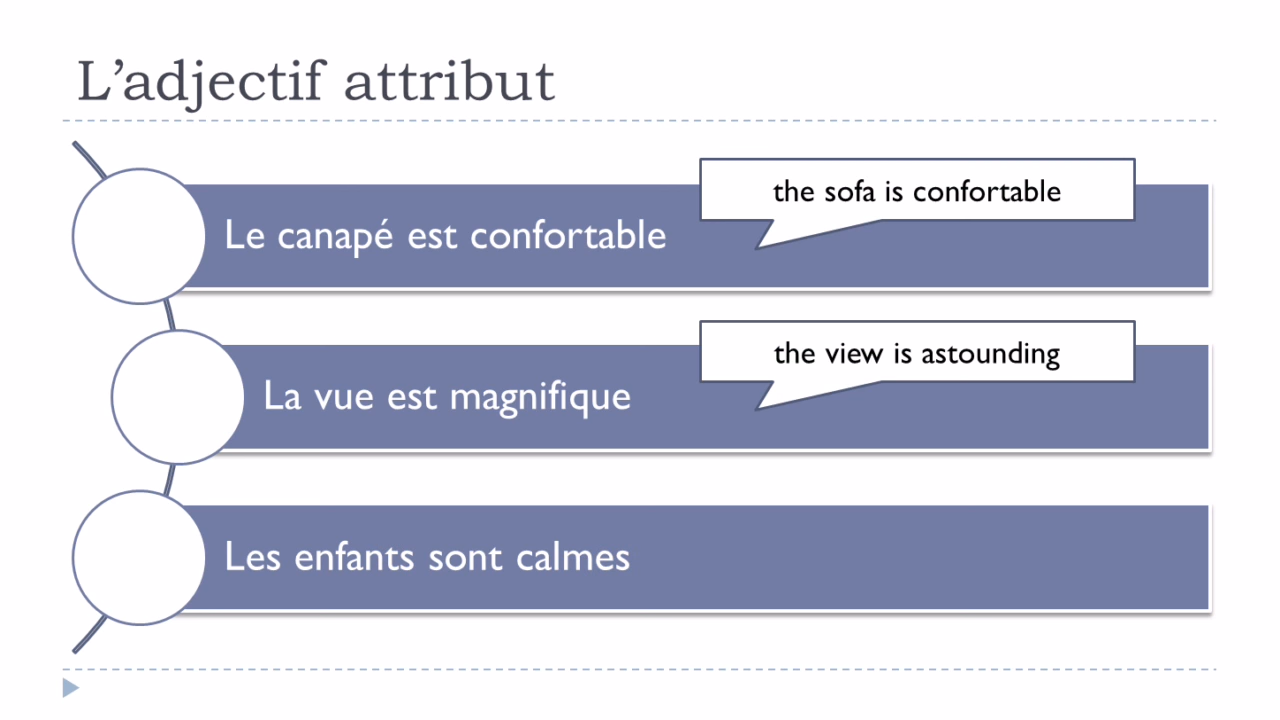 L’adjectif attribut
the sofa is confortable
Le canapé est confortable
the view is astounding
La vue est magnifique
Les enfants sont calmes